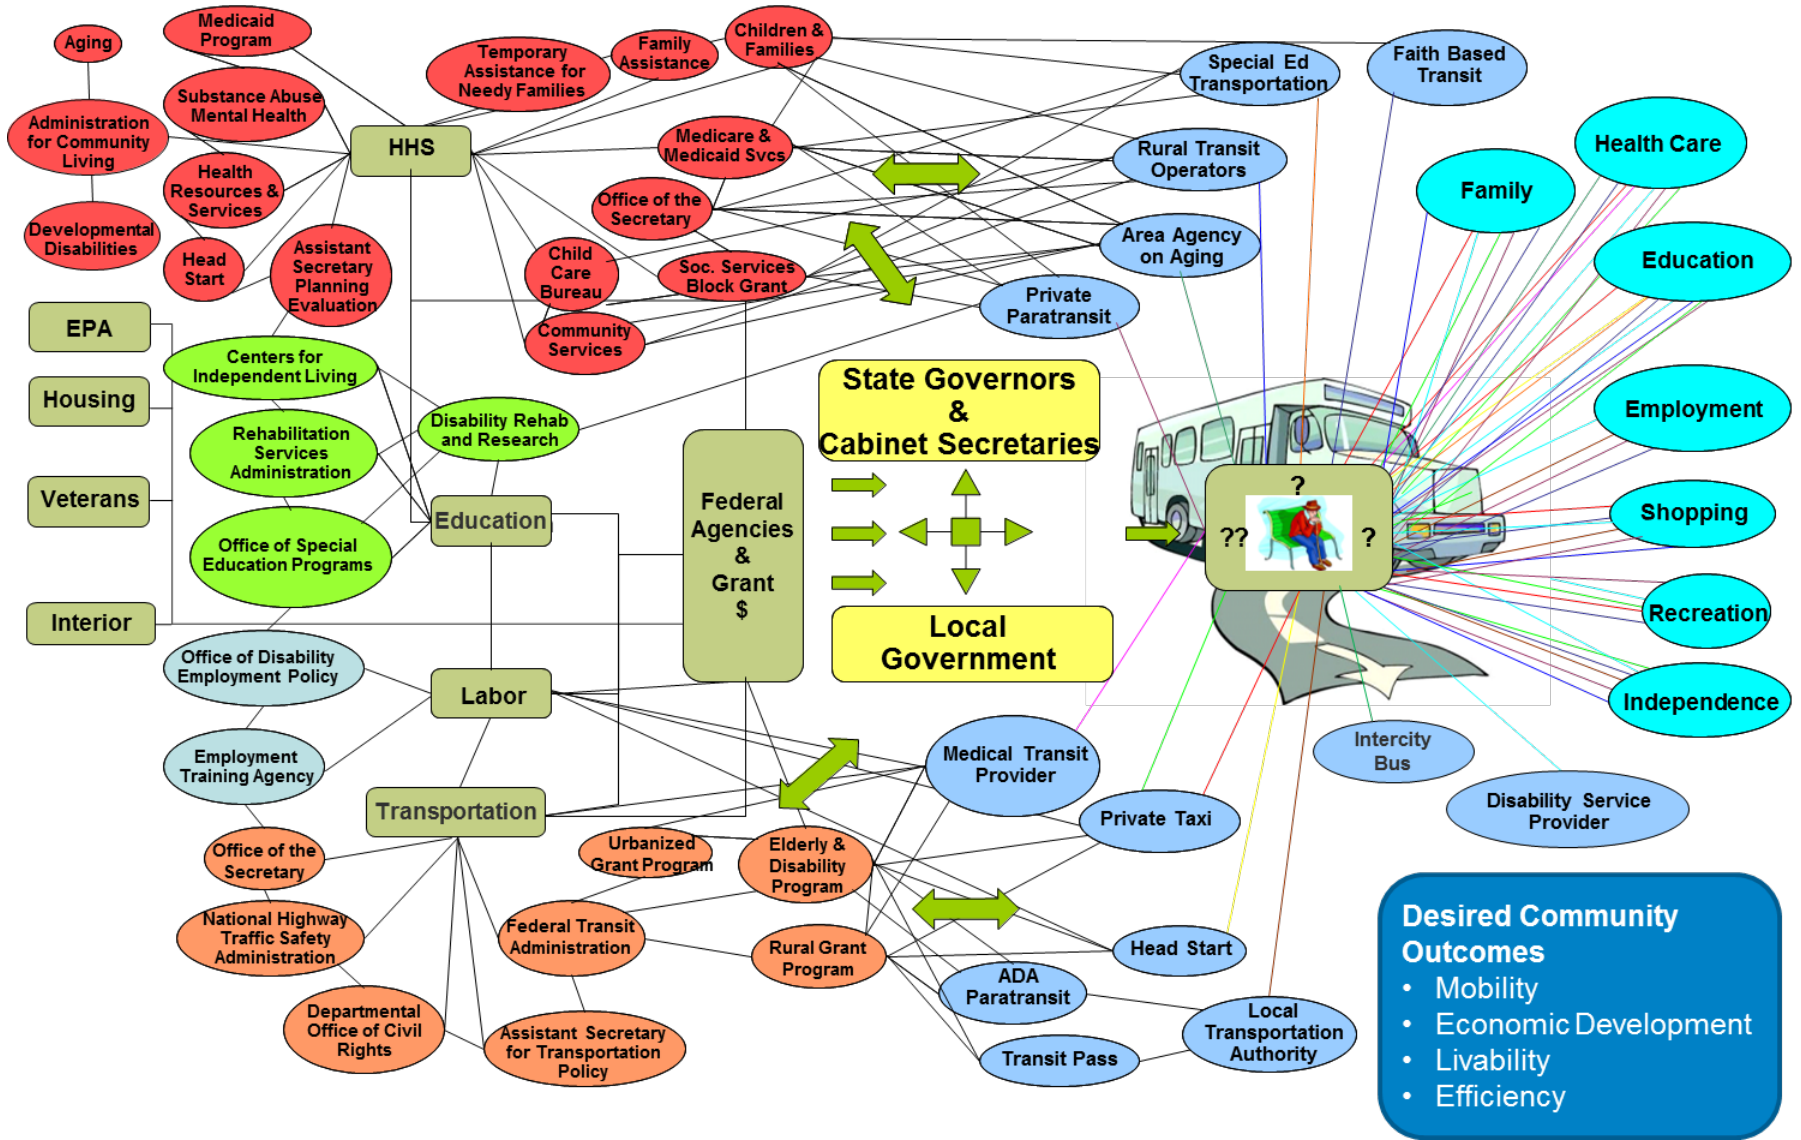 Aging
Medicaid
Program
Administration
for Community
Living
Substance Abuse
Mental Health
Health
Resources &
Services
Developmental
Disabilities
Head
Start
Assistant
Secretary
Planning
Evaluation
HHS
Temporary
Assistance for
Needy Families
Family
Assistance
Children &
Families
Medicare &
Medicaid Svcs
Office of the
Secretary
Child
Care
Bureau
Soc. Services
Block Grant
Community
Services
Special Ed
Transportation
Faith Based
Transit
Rural Transit
Operators
Area Agency
on Aging
Private
Paratransit
Health Care
Family
Education
Employment
Shopping
Recreation
Independence
EPA
Housing
Veterans
Interior
Centers for
Independent Living
Rehabilitation
Services
Administration
Disability Rehab
and Research
Office of Special
Education Programs
Education
Office of Disability
Employment Policy
Employment
Training Agency
Labor
Transportation
Federal
Agencies
&
Grant
$
State Governors
&
Cabinet Secretaries
Local
Government
?
??
?
Office of the
Secretary
National Highway
Traffic Safety
Administration
Departmental
Office of Civil
Rights
Assistant Secretary
for Transportation
Policy
Federal Transit
Administration
Urbanized
Grant Program
Elderly &
Disability
Program
Rural Grant
Program
Medical Transit
Provider
Private Taxi
Head Start
ADA
Paratransit
Transit Pass
Local
Transportation
Authority
Intercity
Bus
Disability Service
Provider
Desired Community
Outcomes
• Mobility
• Economic Development
• Livability
• Efficiency